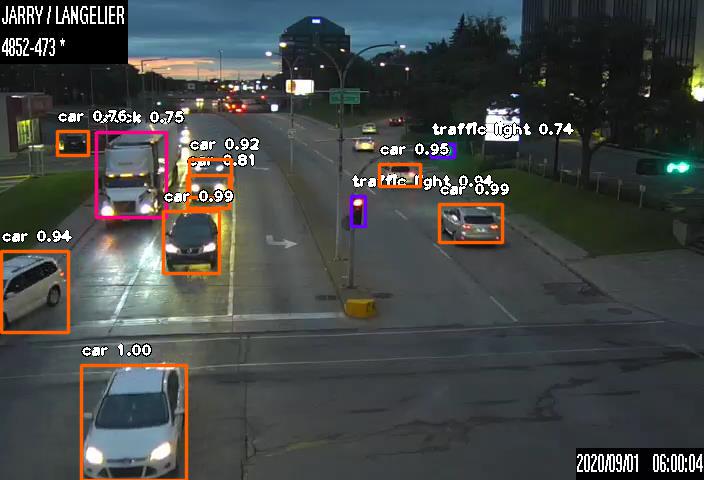 JARRY / LANGELIER
4852-473 *
car 0.76
truck 0.75
car 0.92
car 0.81
car 0.99
car 0.94
car 1.00
traffic light 0.74
car 0.95
traffic light 0.94
car 0.99
2020/09/01 06:00:04